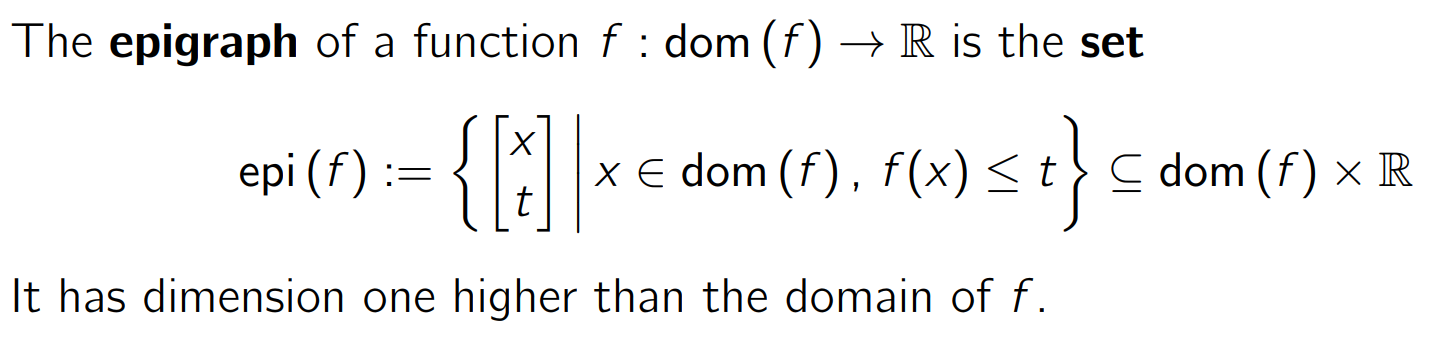 The epigraph of a function f : dom (f) → ℝ is the set
epi (f) := { [x t] | x ∈ dom (f) , f(x) ≤ t } ⊆ dom (f) × ℝ
It has dimension one higher than the domain of f.